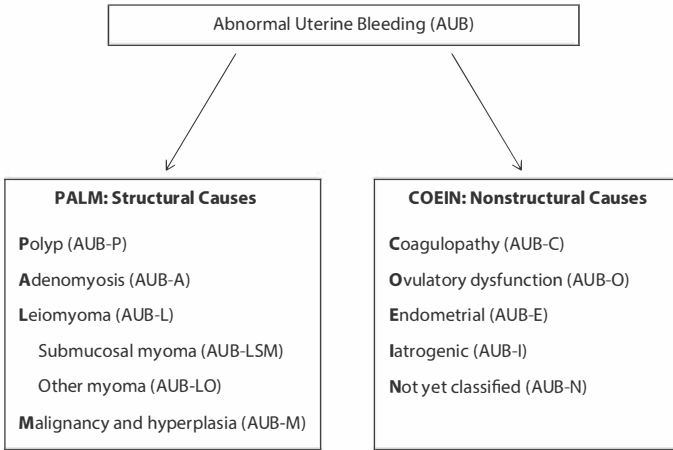 Abnormal Uterine Bleeding (AUB)
PALM: Structural Causes
Polyp (AUB-P)
Adenomyosis (AUB-A)
Leiomyoma (AUB-L)
Submucosal myoma (AUB-LSM)
Other myoma (AUB-LO)
Malignancy and hyperplasia (AUB-M)
COEIN: Nonstructural Causes
Coagulopathy (AUB-C)
Ovulatory dysfunction (AUB-O)
Endometrial (AUB-E)
Iatrogenic (AUB-I)
Not yet classified (AUB-N)